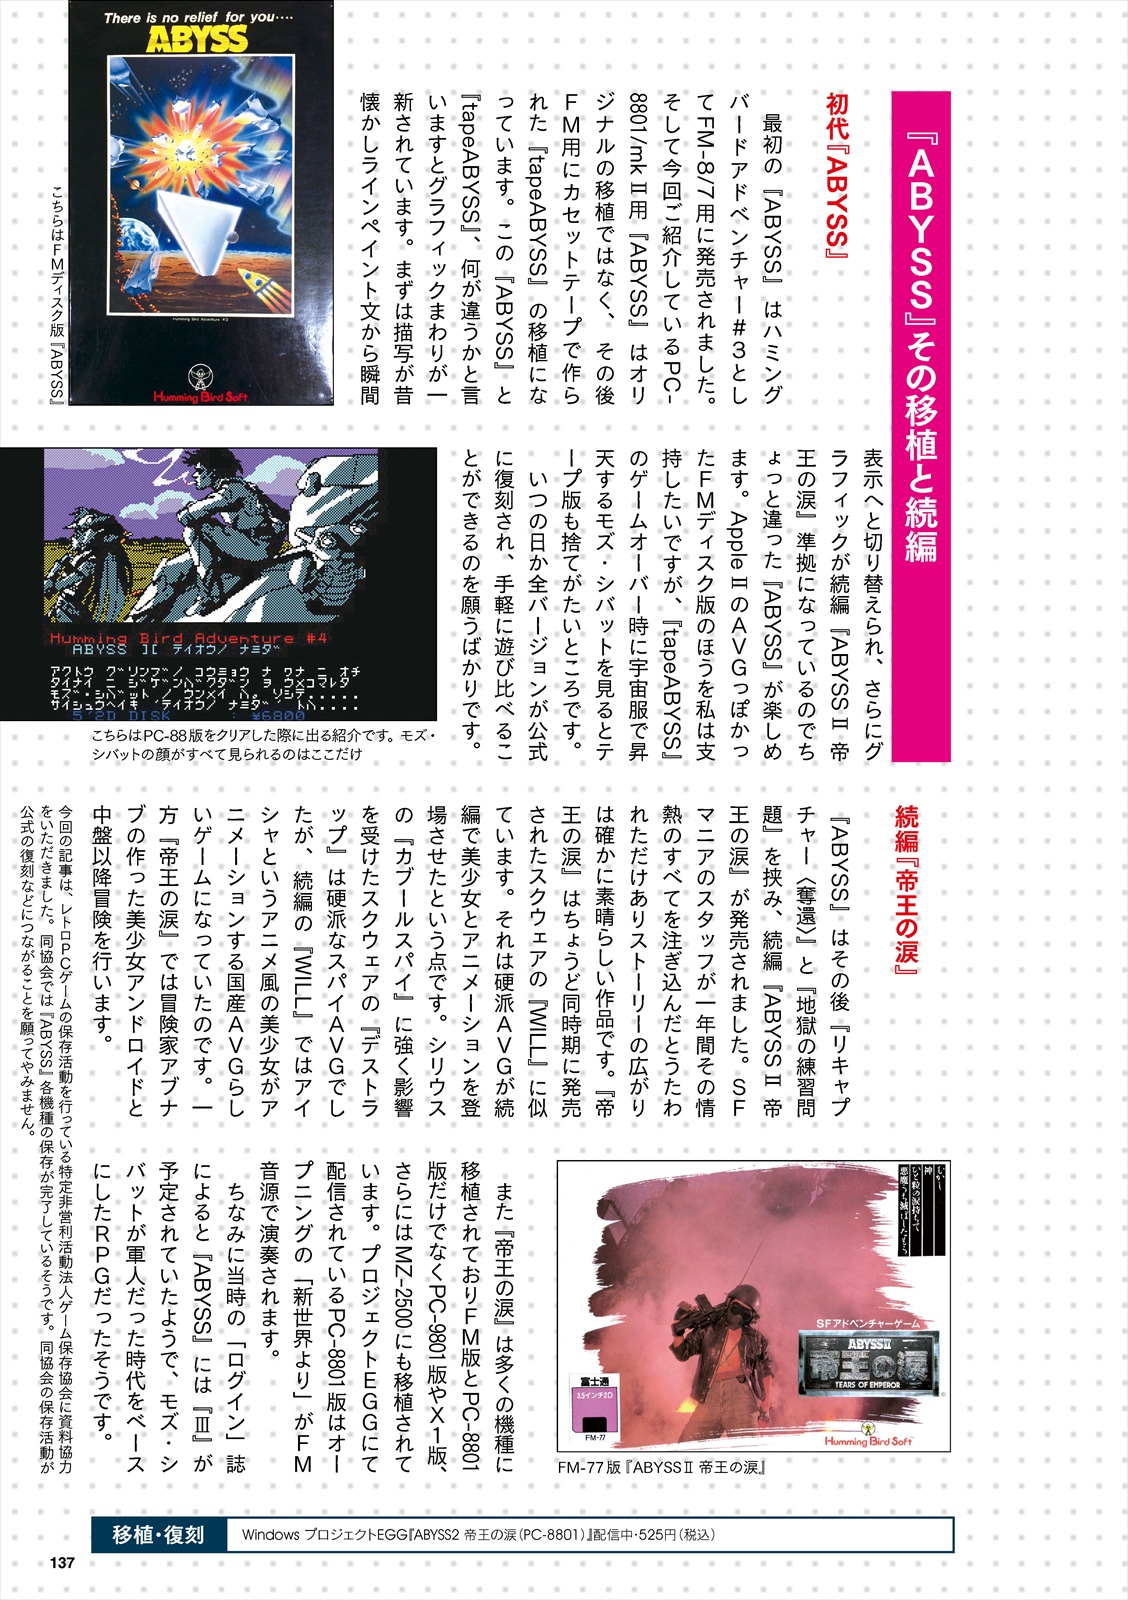 『ABYSS』その移植と続編
初代『ABYSS』
最初の『ABYSS』はハミング
バードアドベンチャー#3とし
てFM-8/7用に発売されました。
そして今回ご紹介しているPC-
8801/mkⅡ用『ABYSS』はオリ
ジナルの移植ではなく、その後
FM用にカセットテープで作ら
れた『tapeABYSS』の移植にな
っています。この『ABYSS』と
『tapeABYSS』、何が違うかと言
いますとグラフィックまわりが一
新されています。まずは描写が昔
懐かしラインペイント文から瞬間
表示へと切り替えられ、さらにグ
ラフィックが続編『ABYSSⅡ 帝
王の涙』準拠になっているのでち
ょっと違った『ABYSS』が楽しめ
ます。AppleⅡのAVGっぽかっ
たFMディスク版のほうを私は支
持したいですが、『tapeABYSS』
のゲームオーバー時に宇宙服で昇
天するモズ・シバットを見るとテ
ープ版も捨てがたいところです。
いつの日か全バージョンが公式
に復刻され、手軽に遊び比べるこ
とができるのを願うばかりです。
There is no relief for you....
ABYSS
Humming Bird Adventure #3
Humming Bird Soft
こちらはFMディスク版『ABYSS』
Humming Bird Adventure #4
ABYSS II テイオウノ ナミダ
アクトウ グリンブノ コウミョウ ナ ワナ ニ オチ
タイナイ ニ ジゲンバクダン ヲ ウメコマレタ
モズ・シバット ノ ウンメイ ハ。ソシテ.....
サイシュウヘイキ 'テイオウノ ナミダ' トハ....
5'2D DISK : ¥6800
こちらはPC-88版をクリアした際に出る紹介です。モズ・
シバットの顔がすべて見られるのはここだけ
続編『帝王の涙』
『ABYSS』はその後『リキャプ
チャー〈奪還〉』と『地獄の練習問
題』を挟み、続編『ABYSSⅡ 帝
王の涙』が発売されました。SF
マニアのスタッフが一年間その情
熱のすべてを注ぎ込んだとうたわ
れただけありストーリーの広がり
は確かに素晴らしい作品です。『帝
王の涙』はちょうど同時期に発売
されたスクウェアの『WILL』に似
ています。それは硬派AVGが続
編で美少女とアニメーションを登
場させたという点です。シリウス
の『カブールスパイ』に強く影響
を受けたスクウェアの『デストラ
ップ』は硬派なスパイAVGでし
たが、続編の『WILL』ではアイ
シャというアニメ風の美少女がア
ニメーションする国産AVGらし
いゲームになっていたのです。一
方『帝王の涙』では冒険家アブナ
ブの作った美少女アンドロイドと
中盤以降冒険を行います。
また『帝王の涙』は多くの機種に
移植されておりFM版とPC-8801
版だけでなくPC-9801版やX1版、
さらにはMZ-2500にも移植されて
います。プロジェクトEGGにて
配信されているPC-8801版はオー
プニングの「新世界より」がFM
音源で演奏されます。
ちなみに当時の「ログイン」誌
によると『ABYSS』には『Ⅲ』が
予定されていたようで、モズ・シ
バットが軍人だった時代をベース
にしたRPGだったそうです。
しかし
神
ひと粒の涙持ちて
悪魔うち滅ぼしたもう
SFアドベンチャーゲーム
ABYSSⅡ
帝王の涙
TEARS OF EMPEROR
富士通
3.5インチ2D
FM-77
Humming Bird Soft
FM-77版『ABYSSⅡ 帝王の涙』
今回の記事は、レトロPCゲームの保存活動を行っている特定非営利活動法人ゲーム保存協会に資料協力
をいただきました。同協会では『ABYSS』各機種の保存が完了しているそうです。同協会の保存活動が
公式の復刻などにつながることを願ってやみません。
移植・復刻
Windows プロジェクトEGG『ABYSS2 帝王の涙（PC-8801）』配信中・525円（税込）
137